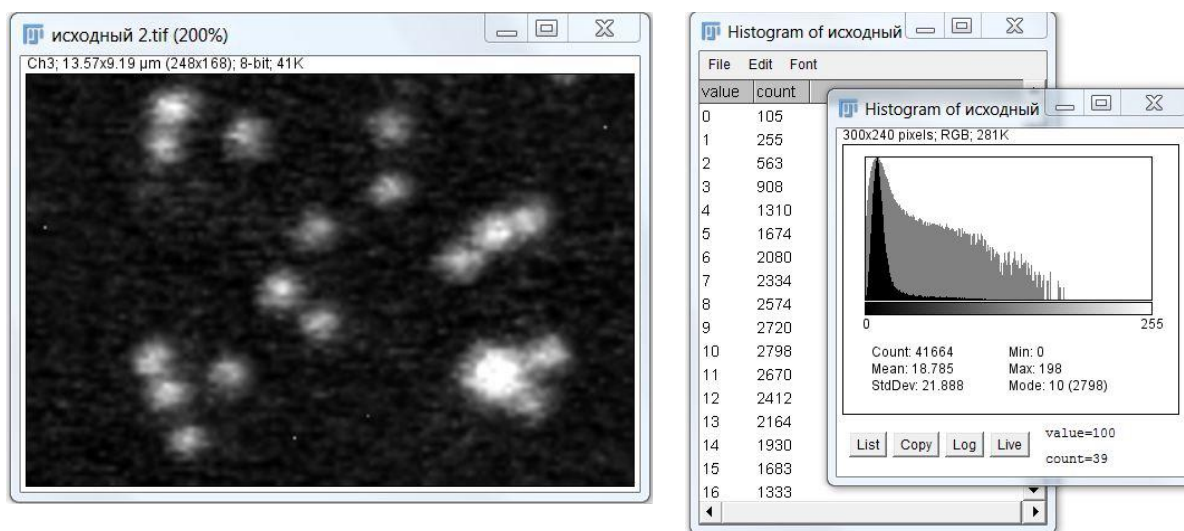 исходный 2.tif (200%)
Ch3; 13.57x9.19 µm (248x168); 8-bit; 41K
Histogram of исходный
File Edit Font
value count
0 105
1 255
2 563
3 908
4 1310
5 1674
6 2080
7 2334
8 2574
9 2720
10 2798
11 2670
12 2412
13 2164
14 1930
15 1683
16 1333
Histogram of исходный
300x240 pixels; RGB; 281K
0 255
Count: 41664 Min: 0
Mean: 18.785 Max: 198
StdDev: 21.888 Mode: 10 (2798)
List Copy Log Live
value=100
count=39